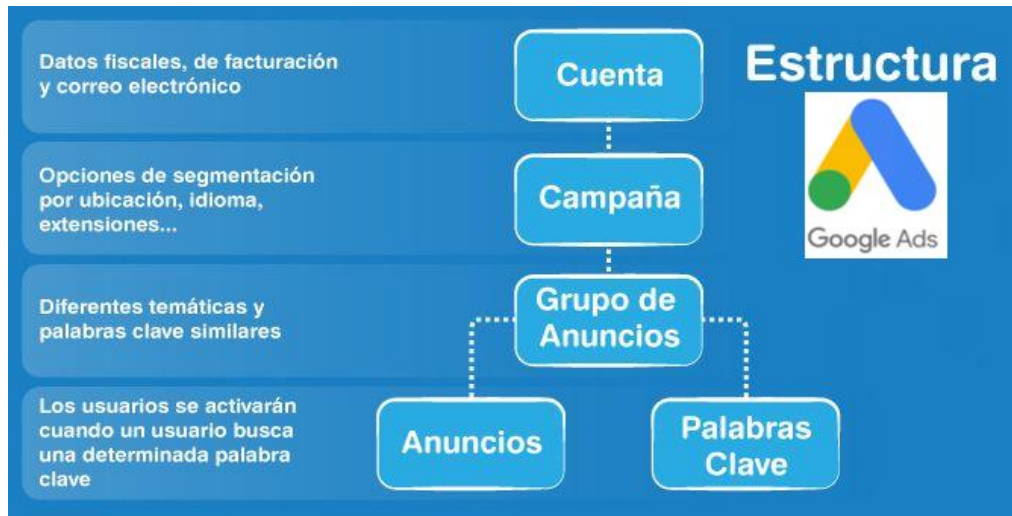 Datos fiscales, de facturación
y correo electrónico
Cuenta
Estructura
Google Ads
Opciones de segmentación
por ubicación, idioma,
extensiones...
Campaña
Diferentes temáticas y
palabras clave similares
Grupo de
Anuncios
Los usuarios se activarán
cuando un usuario busca
una determinada palabra
clave
Anuncios
Palabras
Clave